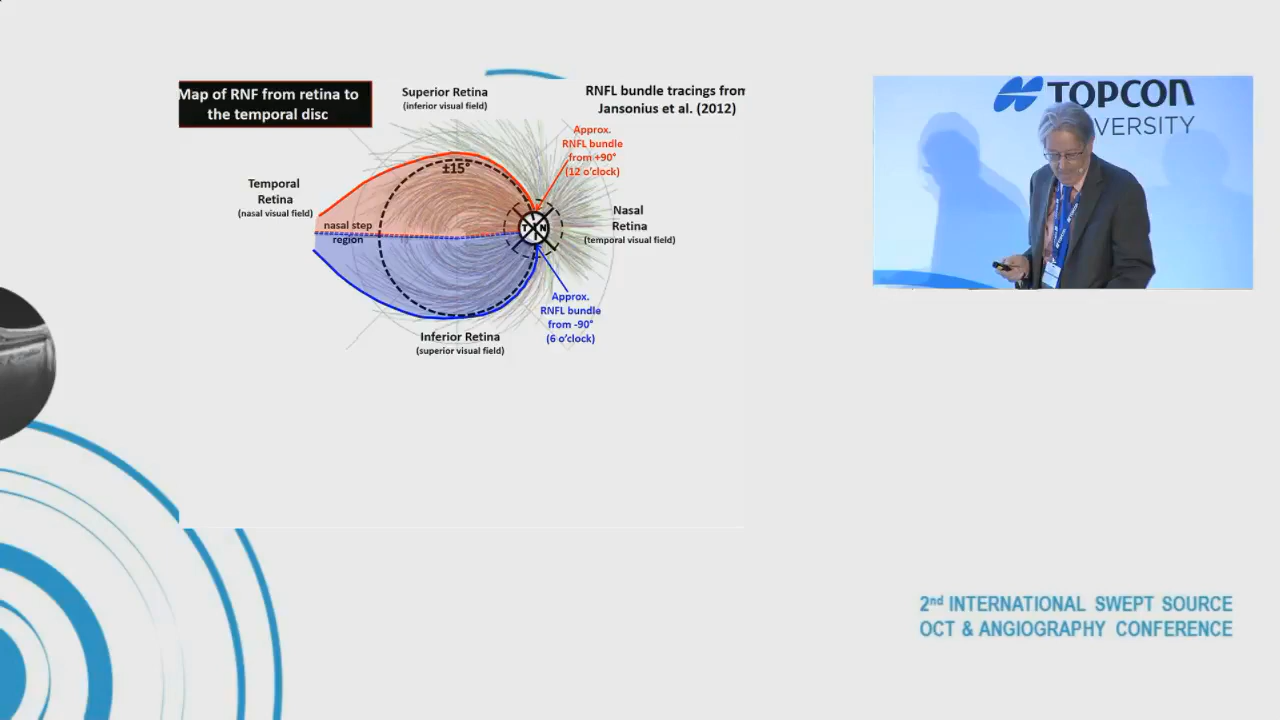 Map of RNF from retina to
the temporal disc
Superior Retina
(inferior visual field)
RNFL bundle tracings from
Jansonius et al. (2012)
Approx.
RNFL bundle
from +90°
(12 o'clock)
±15°
Temporal
Retina
(nasal visual field)
nasal step
region
T
N
I
Nasal
Retina
(temporal visual field)
Approx.
RNFL bundle
from -90°
(6 o'clock)
Inferior Retina
(superior visual field)
TOPCON
VERSITY
2nd INTERNATIONAL SWEPT SOURCE
OCT & ANGIOGRAPHY CONFERENCE